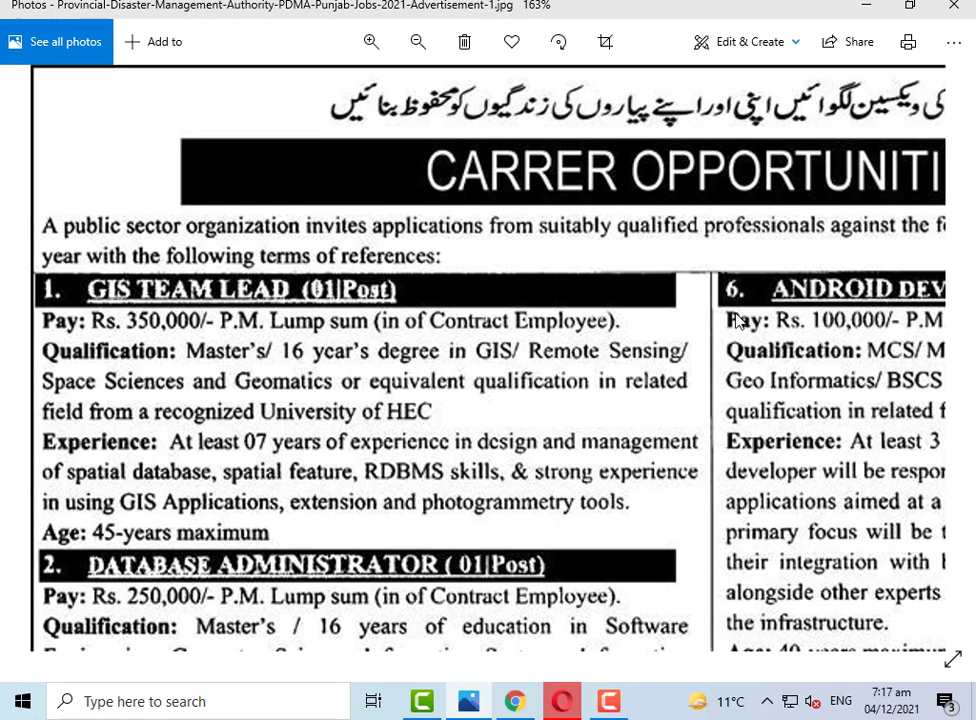 Photos - Provincial-Disaster-Management-Authority-PDMA-Punjab-Jobs-2021-Advertisement-1.jpg 163%
See all photos
Add to
Edit & Create
Share
کی ویکسین لگوائیں اپنی اور اپنے پیاروں کی زندگیوں کو محفوظ بنائیں
CARRER OPPORTUNITI
A public sector organization invites applications from suitably qualified professionals against the f
year with the following terms of references:
1. GIS TEAM LEAD (01|Post)
Pay: Rs. 350,000/- P.M. Lump sum (in of Contract Employee).
Qualification: Master's/ 16 year's degree in GIS/ Remote Sensing/
Space Sciences and Geomatics or equivalent qualification in related
field from a recognized University of HEC
Experience: At least 07 years of experience in design and management
of spatial database, spatial feature, RDBMS skills, & strong experience
in using GIS Applications, extension and photogrammetry tools.
Age: 45-years maximum
2. DATABASE ADMINISTRATOR ( 01|Post)
Pay: Rs. 250,000/- P.M. Lump sum (in of Contract Employee).
Qualification: Master's / 16 years of education in Software
6. ANDROID DEV
Pay: Rs. 100,000/- P.M
Qualification: MCS/ M
Geo Informatics/ BSCS
qualification in related f
Experience: At least 3
developer will be respor
applications aimed at a
primary focus will be t
their integration with
alongside other experts
the infrastructure.
Type here to search
11°C
ENG
7:17 am
04/12/2021
3